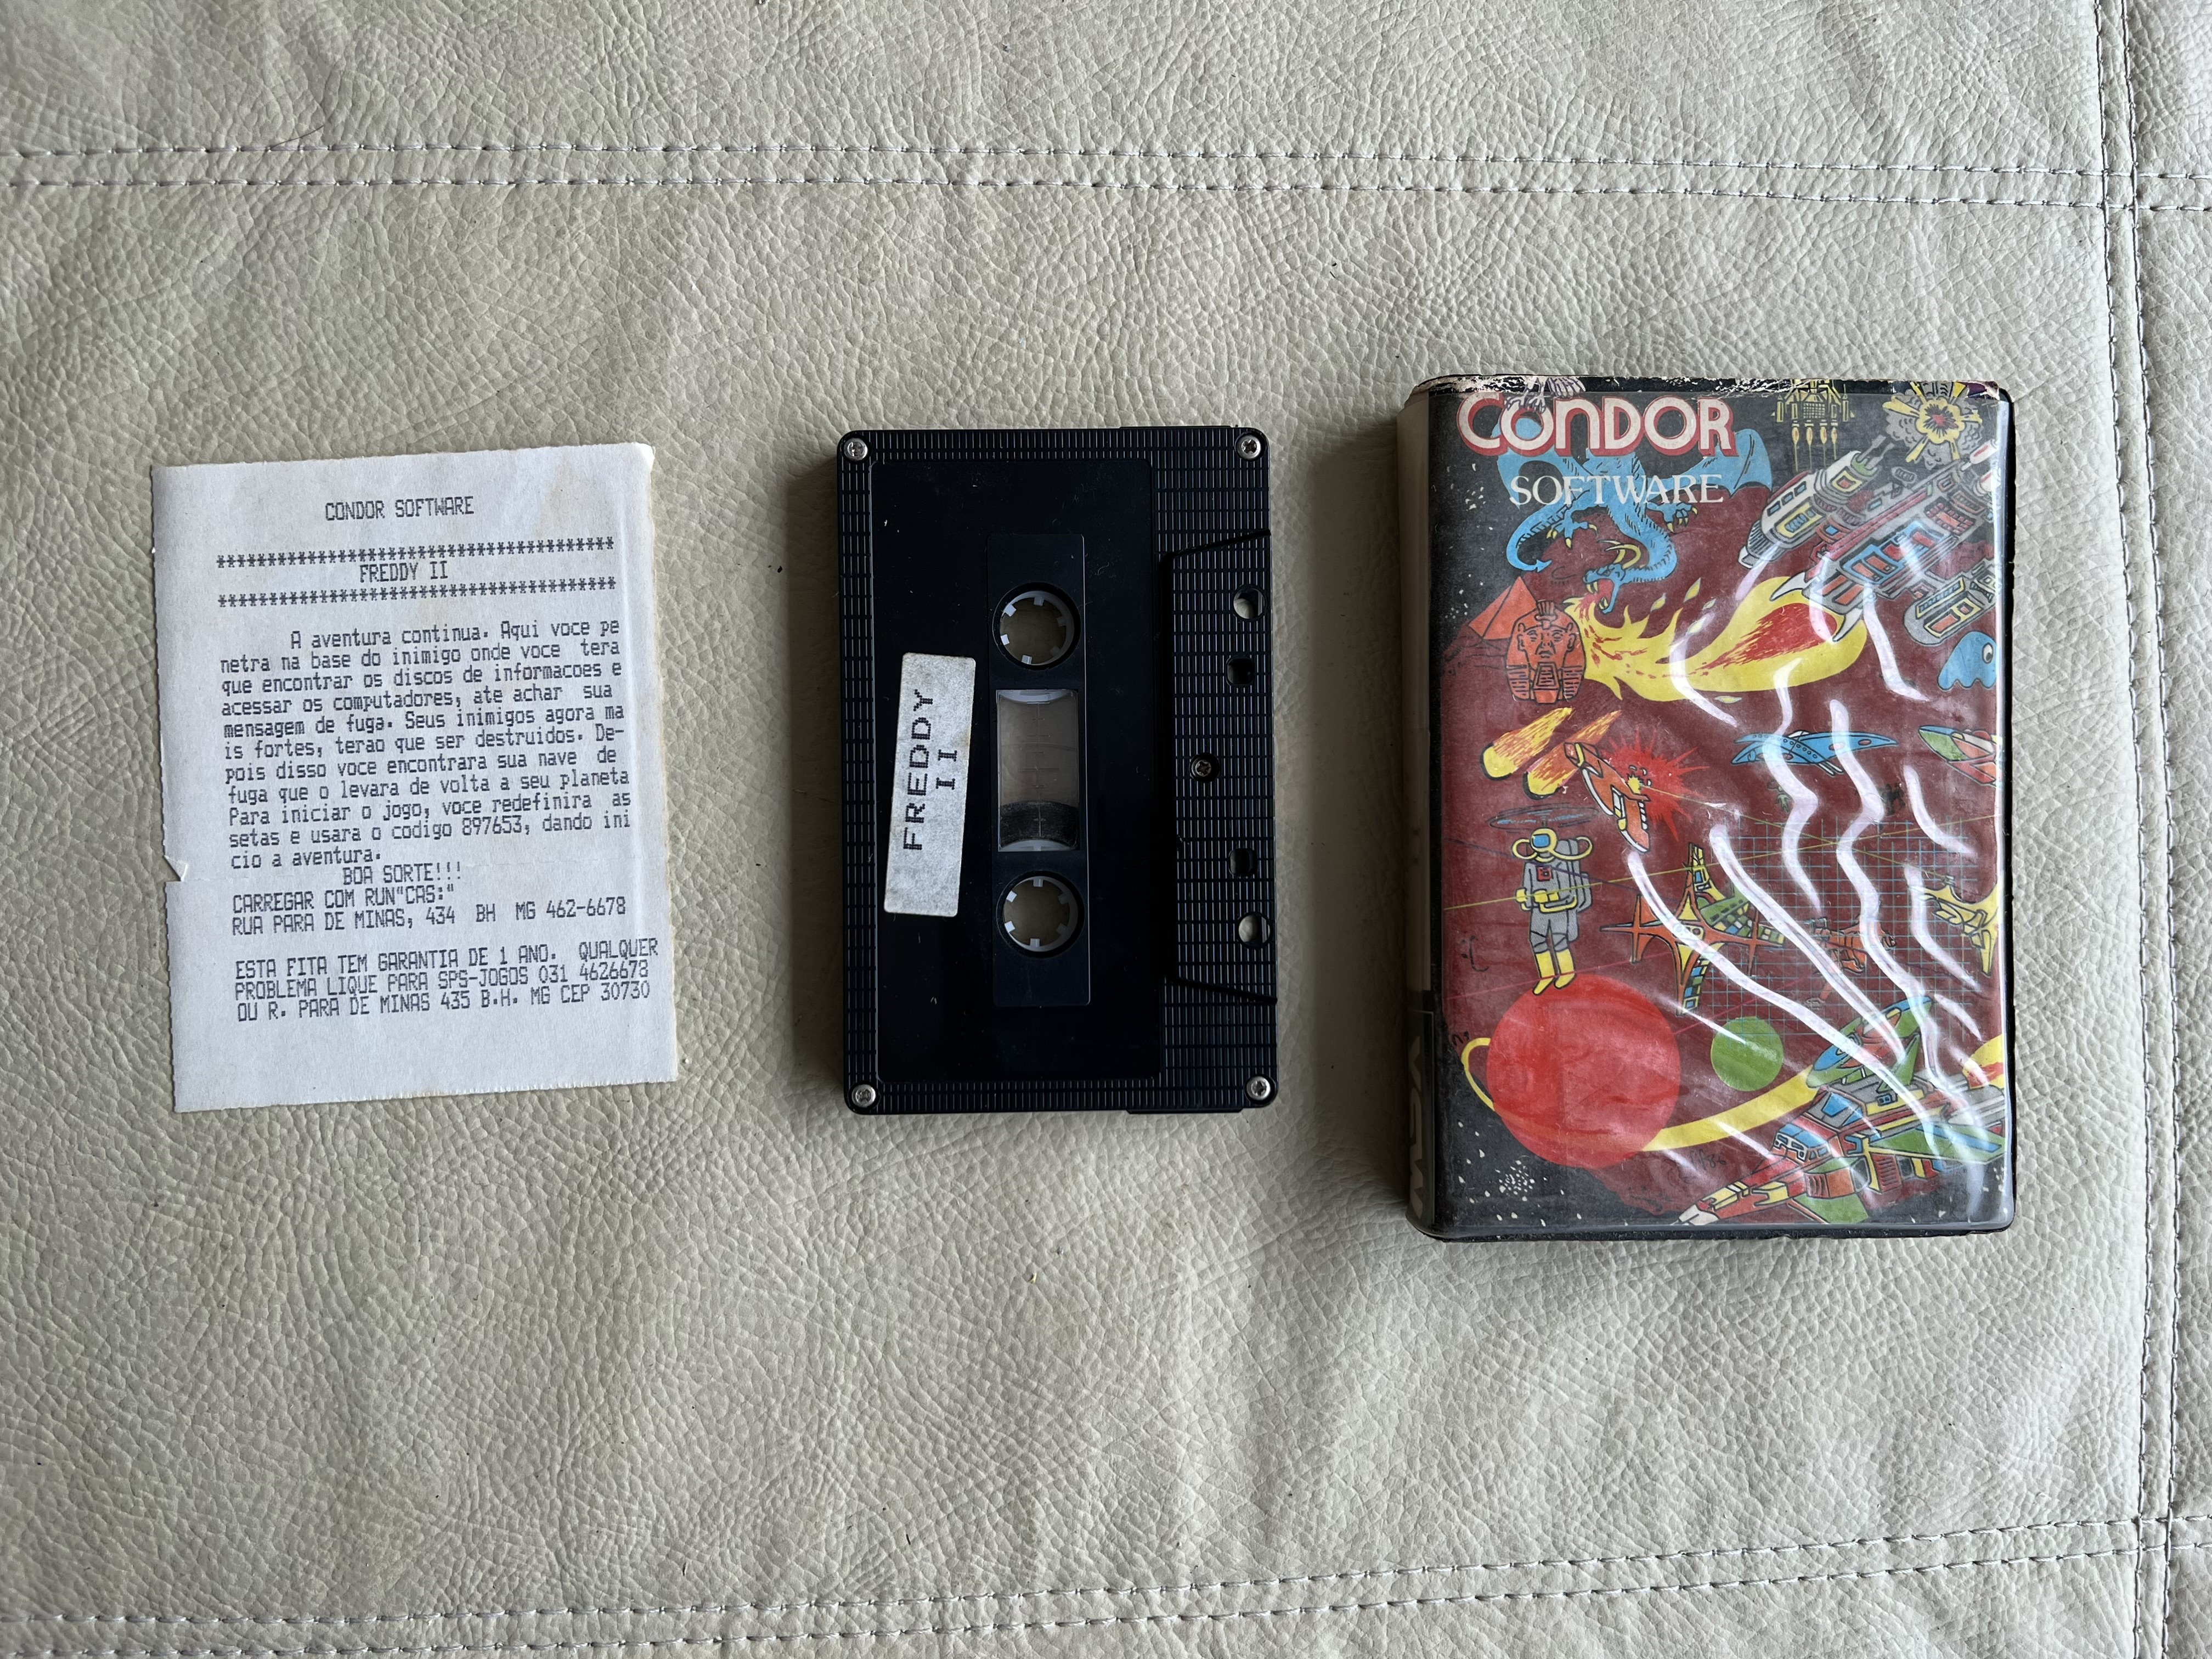 CONDOR SOFTWARE
***************************************
FREDDY II
***************************************
A aventura continua. Aqui voce pe
netra na base do inimigo onde voce tera
que encontrar os discos de informacoes e
acessar os computadores, ate achar sua
mensagem de fuga. Seus inimigos agora ma
is fortes, terao que ser destruidos. De-
pois disso voce encontrara sua nave de
fuga que o levara de volta a seu planeta
Para iniciar o jogo, voce redefinira as
setas e usara o codigo 897653, dando ini
cio a aventura.
BOA SORTE!!!
CARREGAR COM RUN"CAS:"
RUA PARA DE MINAS, 434 BH MG 462-6678
ESTA FITA TEM GARANTIA DE 1 ANO. QUALQUER
PROBLEMA LIQUE PARA SPS-JOGOS 031 4626678
OU R. PARA DE MINAS 435 B.H. MG CEP 30730
FREDDY
II
CONDOR
SOFTWARE